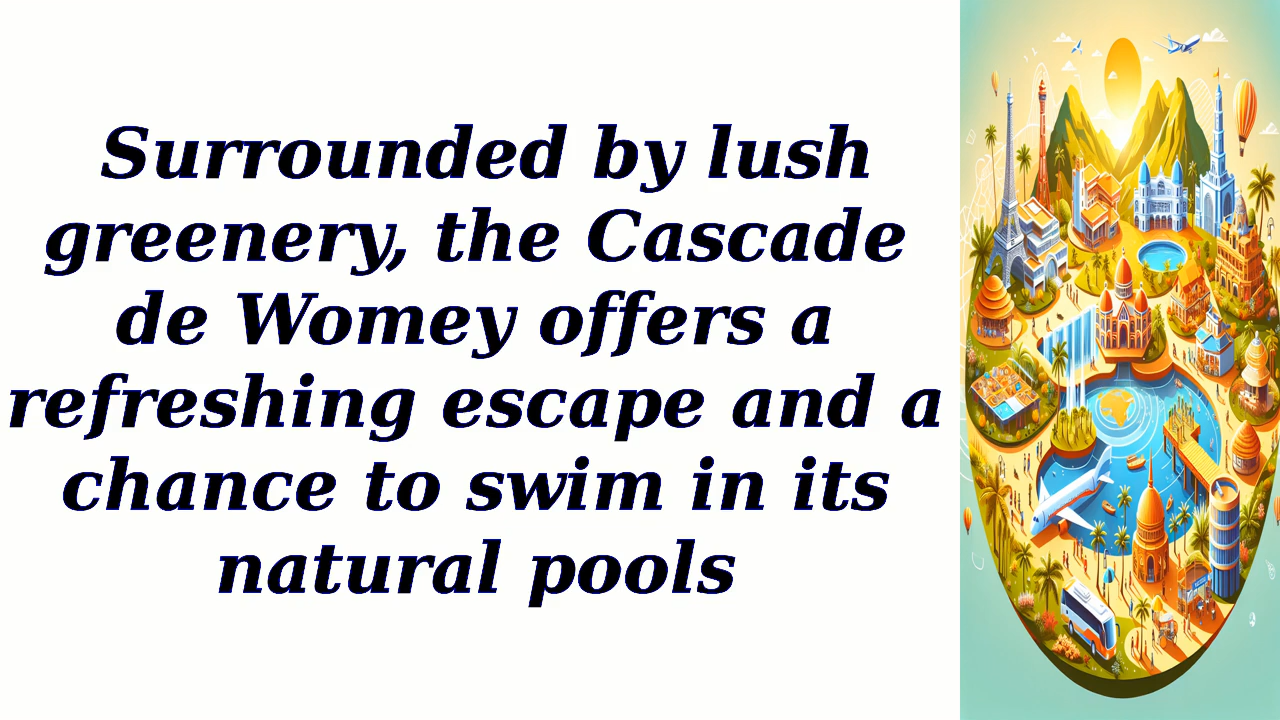 Surrounded by lush
greenery, the Cascade
de Womey offers a
refreshing escape and a
chance to swim in its
natural pools